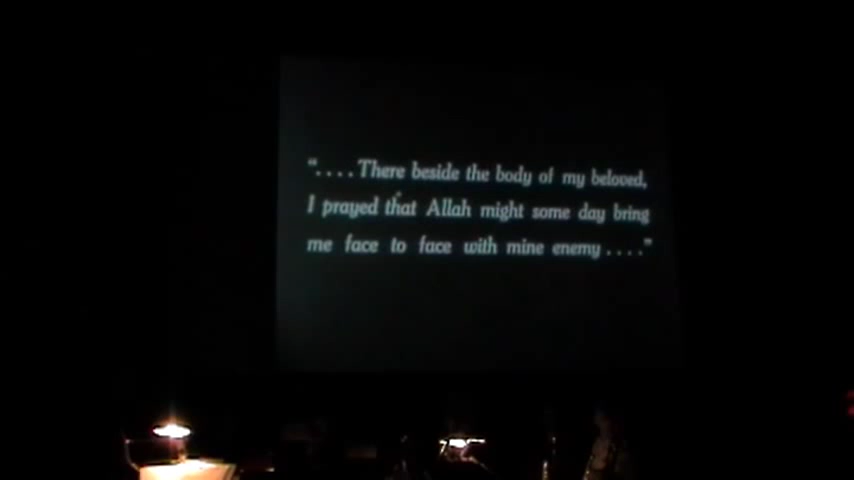 “. . . . There beside the body of my beloved,
I prayed that Allah might some day bring
me face to face with mine enemy . . . .”